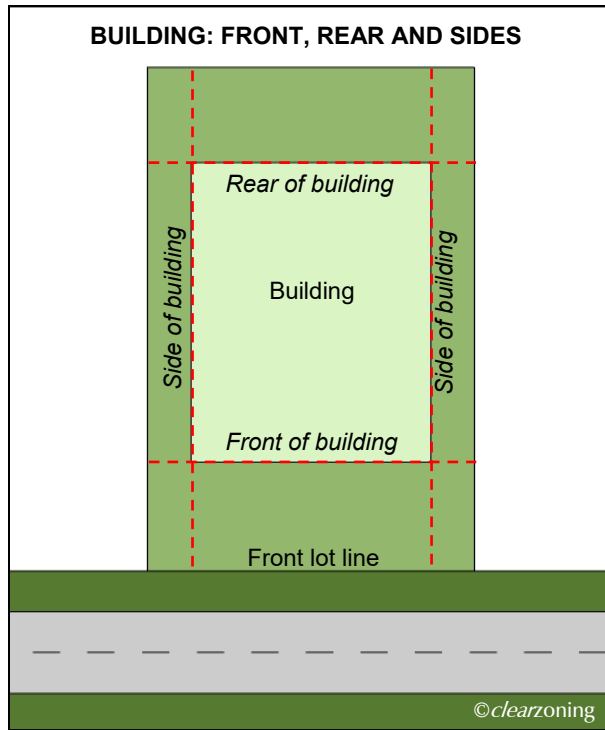 BUILDING: FRONT, REAR AND SIDES
Rear of building
Side of building
Building
Side of building
Front of building
Front lot line
©clearzoning